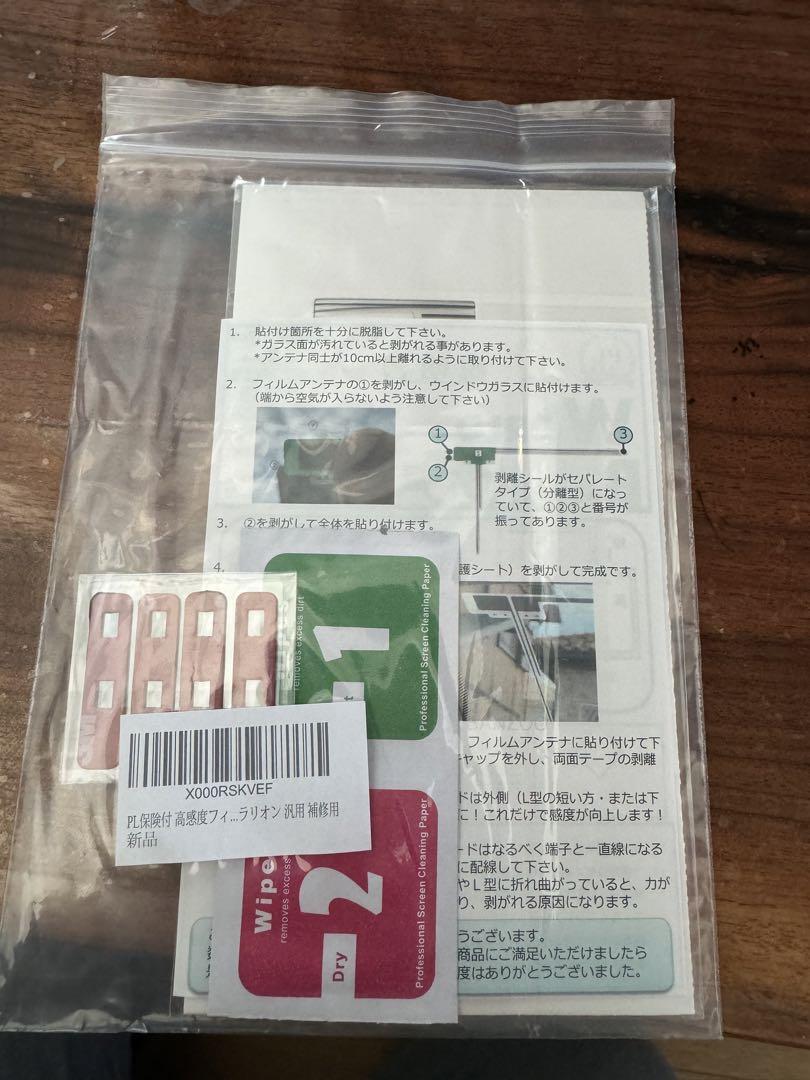 1. 貼付け箇所を十分に脱脂して下さい。
*ガラス面が汚れていると剥がれる事があります。
*アンテナ同士が10cm以上離れるように取り付けて下さい。
2. フィルムアンテナの①を剥がし、ウインドウガラスに貼付けます。
（端から空気が入らないよう注意して下さい）
①
②
③
剥離シールがセパレート
タイプ（分離型）になっ
ていて、①②③と番号が
振ってあります。
3. ②を剥がして全体を貼り付けます。
4.
護シート）を剥がして完成です。
removes excess dirt
1
Professional Screen Cleaning Paper
フィルムアンテナに貼り付けて下
ャップを外し、両面テープの剥離
ドは外側（L型の短い方・または下
に！これだけで感度が向上します！
ードはなるべく端子と一直線になる
に配線して下さい。
やL型に折れ曲がっていると、力が
り、剥がれる原因になります。
X000RSKVEF
PL保険付 高感度フィ...ラリオン 汎用 補修用
新品
Wipe
removes excess
2
Dry
Professional Screen Cleaning Paper
うございます。
商品にご満足いただけましたら
度はありがとうございました。